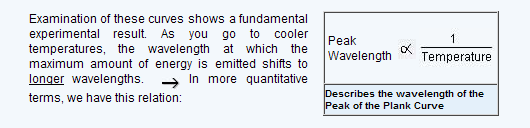 Examination of these curves shows a fundamental
experimental result. As you go to cooler
temperatures, the wavelength at which the
maximum amount of energy is emitted shifts to
longer wavelengths. → In more quantitative
terms, we have this relation:
Peak
Wavelength ∝ 1
Temperature
Describes the wavelength of the
Peak of the Plank Curve